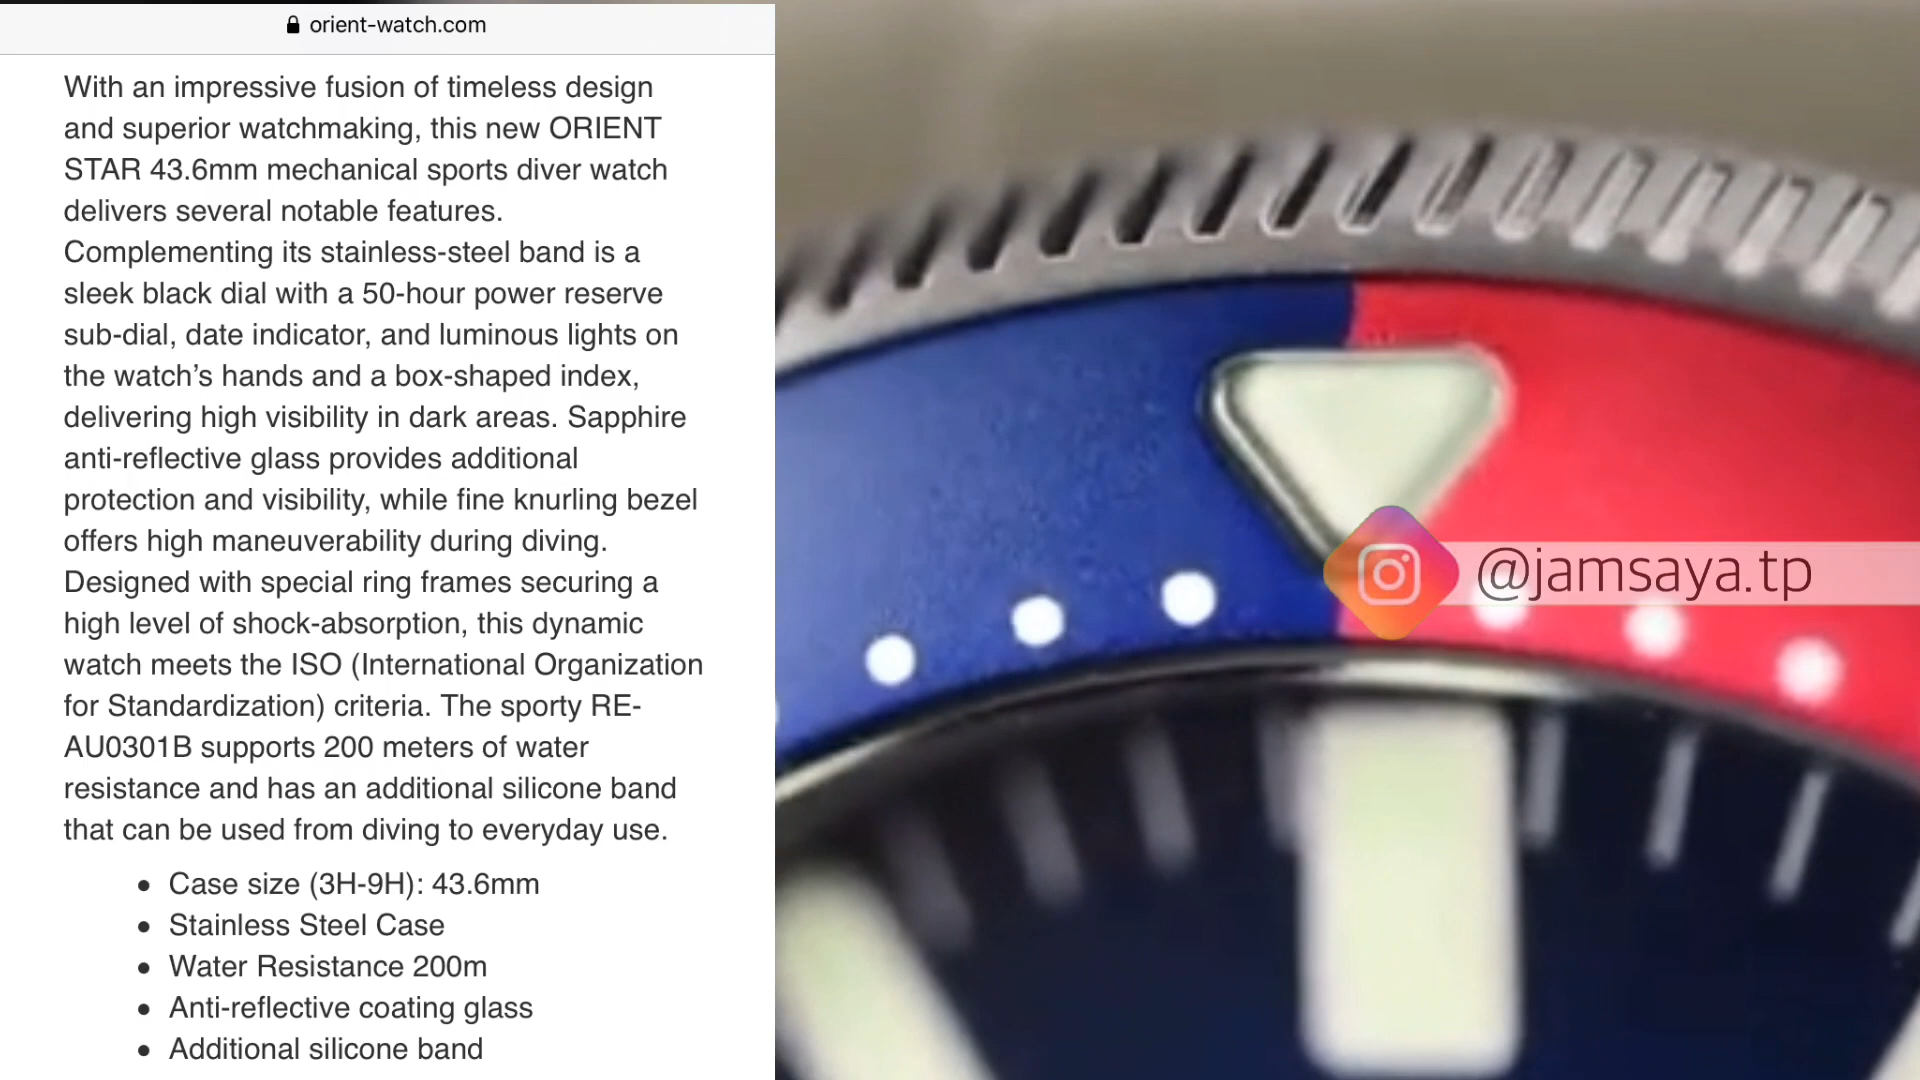 orient-watch.com
With an impressive fusion of timeless design
and superior watchmaking, this new ORIENT
STAR 43.6mm mechanical sports diver watch
delivers several notable features.
Complementing its stainless-steel band is a
sleek black dial with a 50-hour power reserve
sub-dial, date indicator, and luminous lights on
the watch’s hands and a box-shaped index,
delivering high visibility in dark areas. Sapphire
anti-reflective glass provides additional
protection and visibility, while fine knurling bezel
offers high maneuverability during diving.
Designed with special ring frames securing a
high level of shock-absorption, this dynamic
watch meets the ISO (International Organization
for Standardization) criteria. The sporty RE-
AU0301B supports 200 meters of water
resistance and has an additional silicone band
that can be used from diving to everyday use.
• Case size (3H-9H): 43.6mm
• Stainless Steel Case
• Water Resistance 200m
• Anti-reflective coating glass
• Additional silicone band
@jamsaya.tp